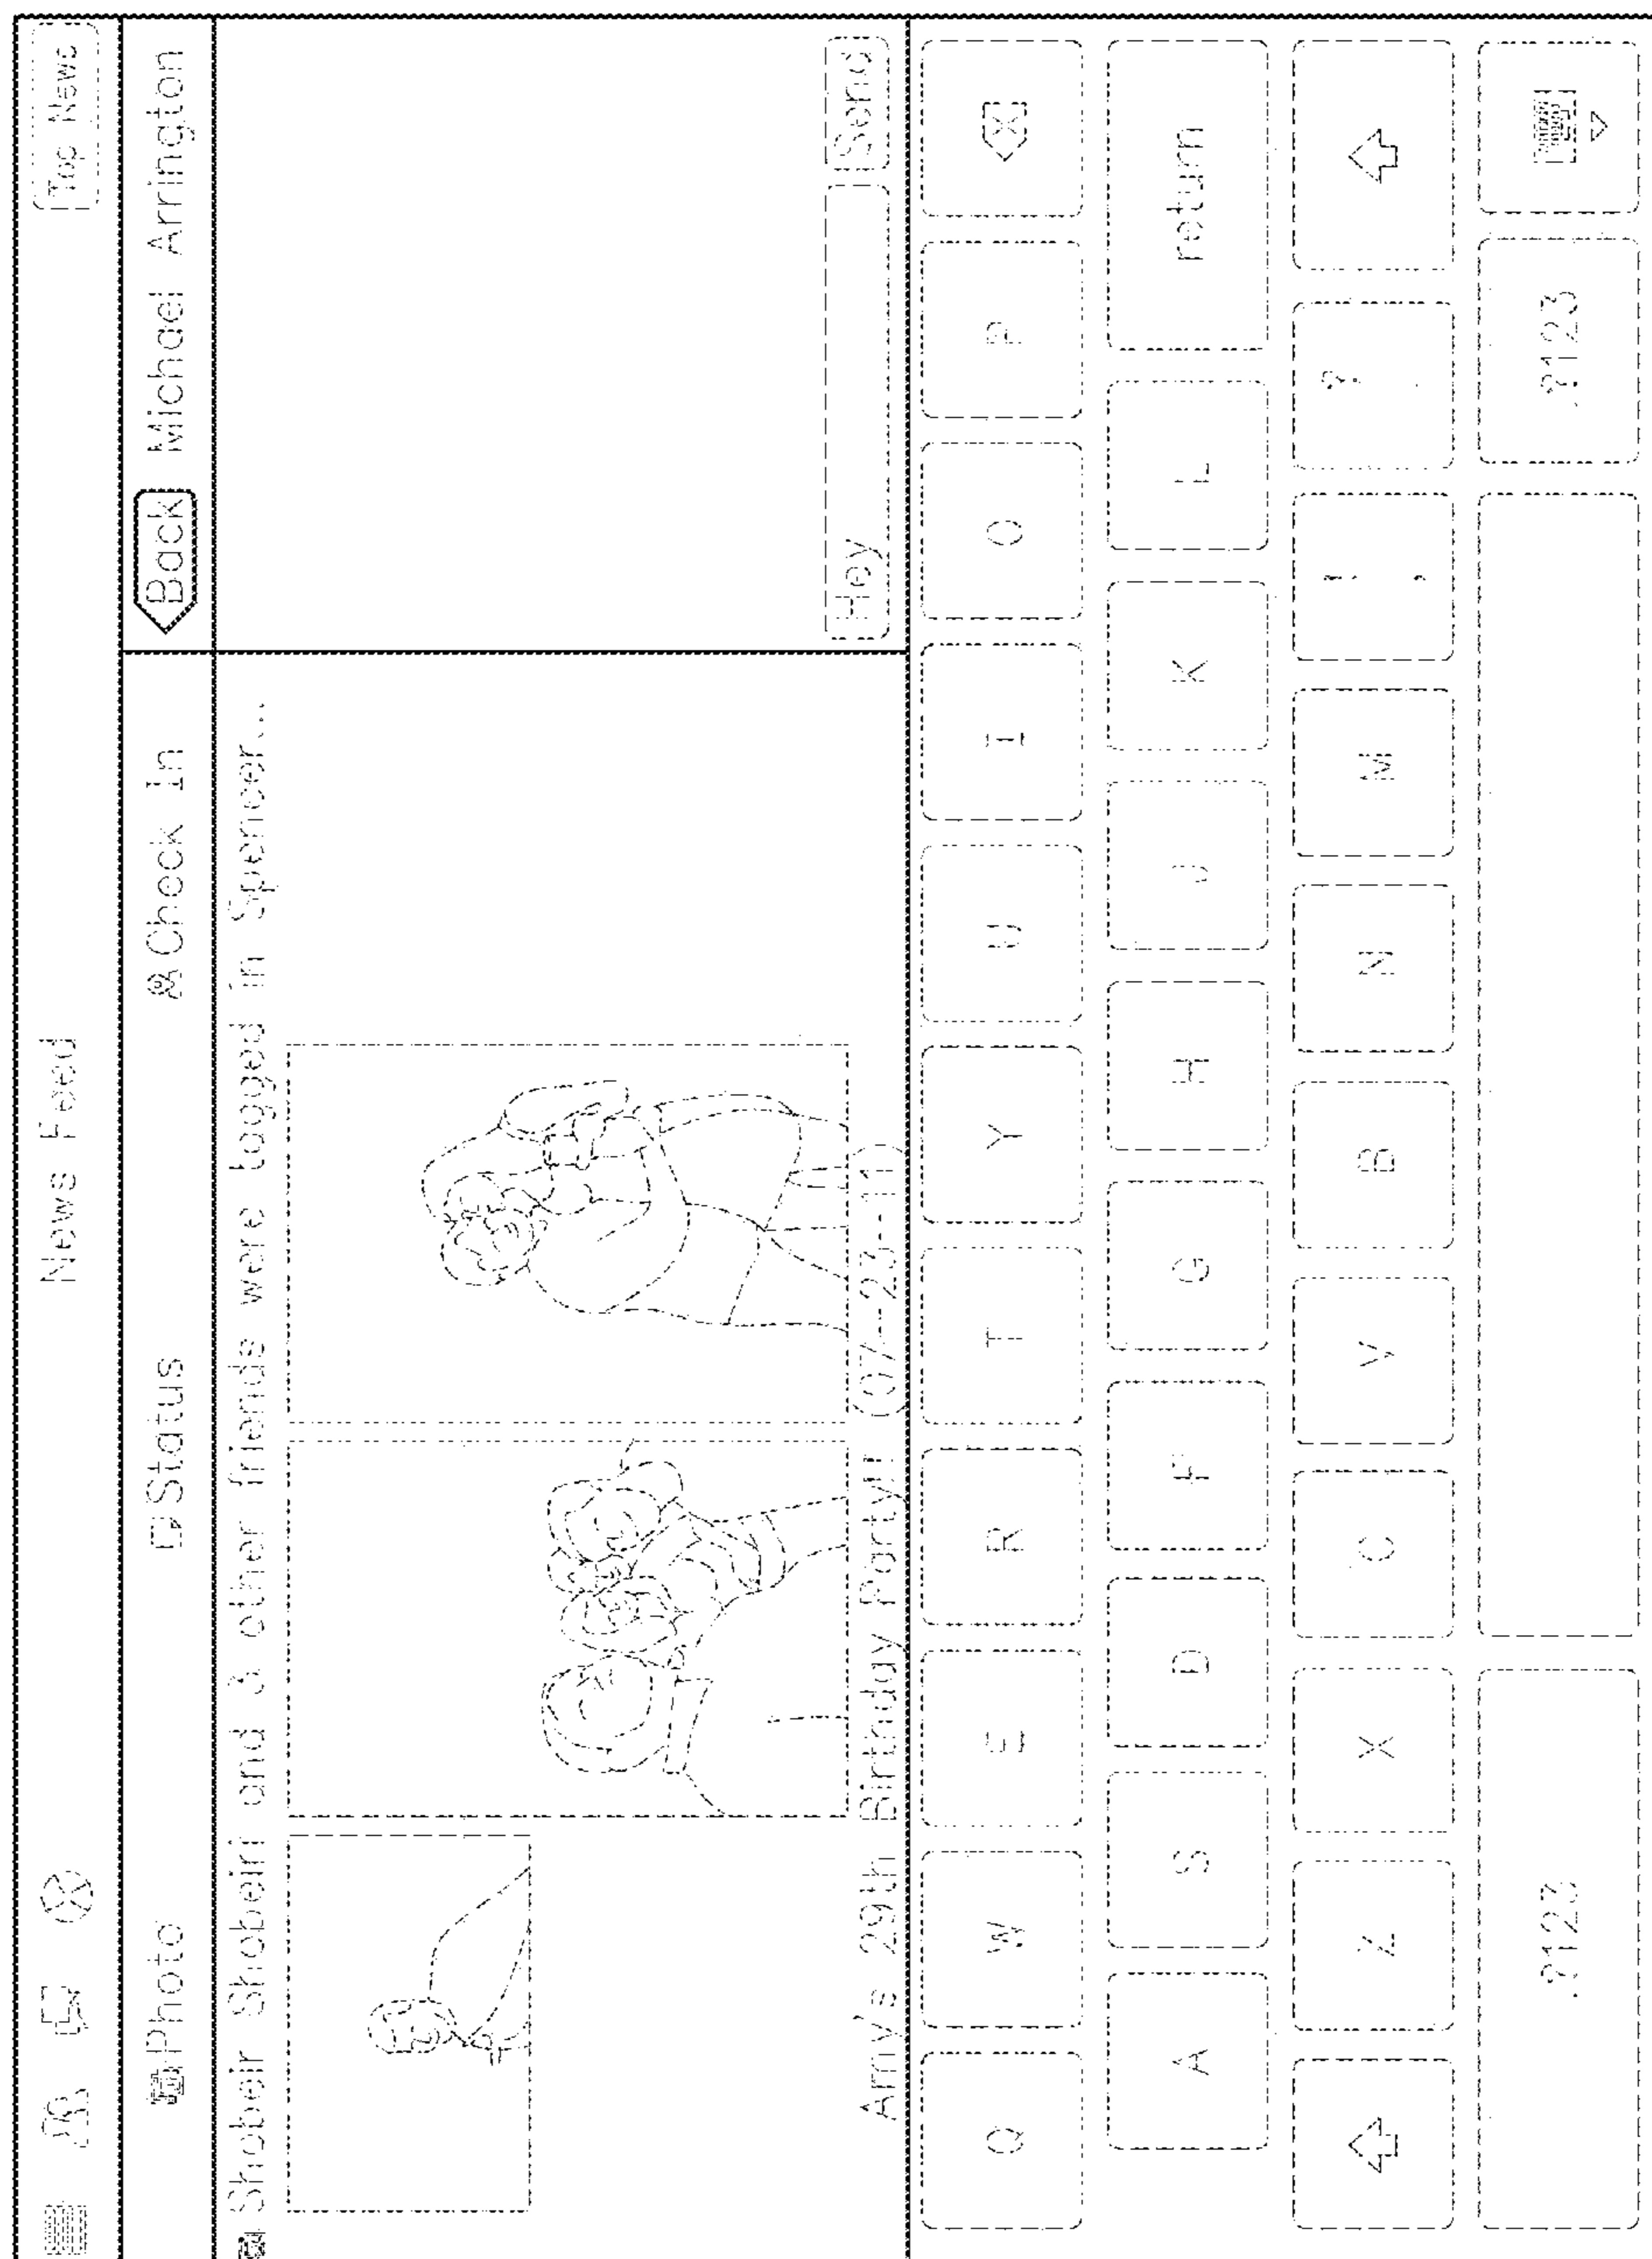 News Feed Top News
Photo Status Check In Back Michael Arrington
Shobeir Shobeiri and 3 other friends were tagged in Spencer...
Hey Send
Amy's 29th Birthday Party!! (07-23-11)
Q W E R T Y U I O P
A S D F G H J K L return
Z X C V B N M ! , ? .
.?123 .?123